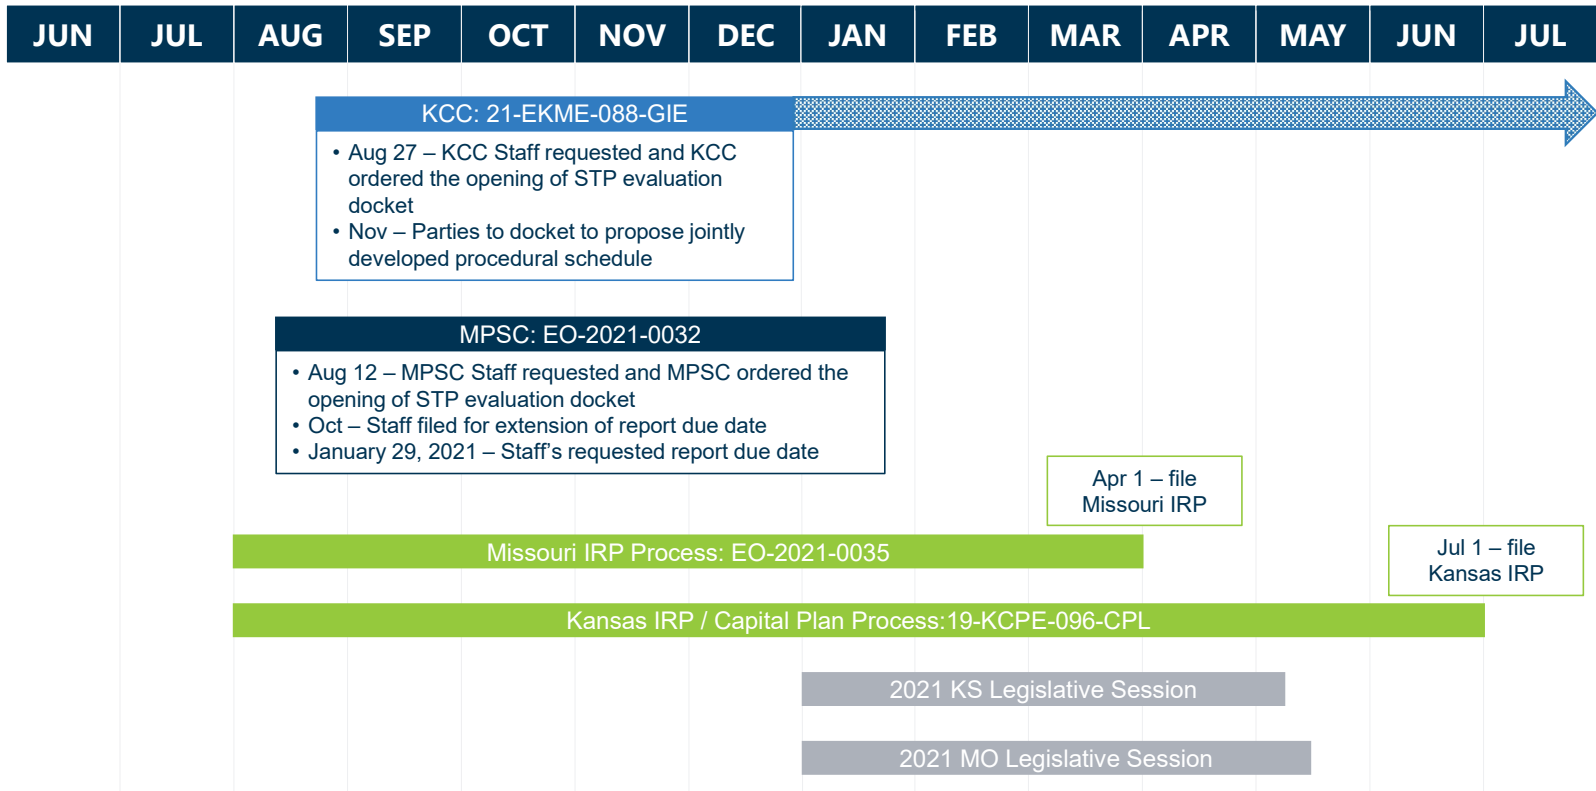 JUN JUL AUG SEP OCT NOV DEC JAN FEB MAR APR MAY JUN JUL
KCC: 21-EKME-088-GIE
• Aug 27 – KCC Staff requested and KCC
ordered the opening of STP evaluation
docket
• Nov – Parties to docket to propose jointly
developed procedural schedule
MPSC: EO-2021-0032
• Aug 12 – MPSC Staff requested and MPSC ordered the
opening of STP evaluation docket
• Oct – Staff filed for extension of report due date
• January 29, 2021 – Staff’s requested report due date
Apr 1 – file
Missouri IRP
Missouri IRP Process: EO-2021-0035
Jul 1 – file
Kansas IRP
Kansas IRP / Capital Plan Process:19-KCPE-096-CPL
2021 KS Legislative Session
2021 MO Legislative Session